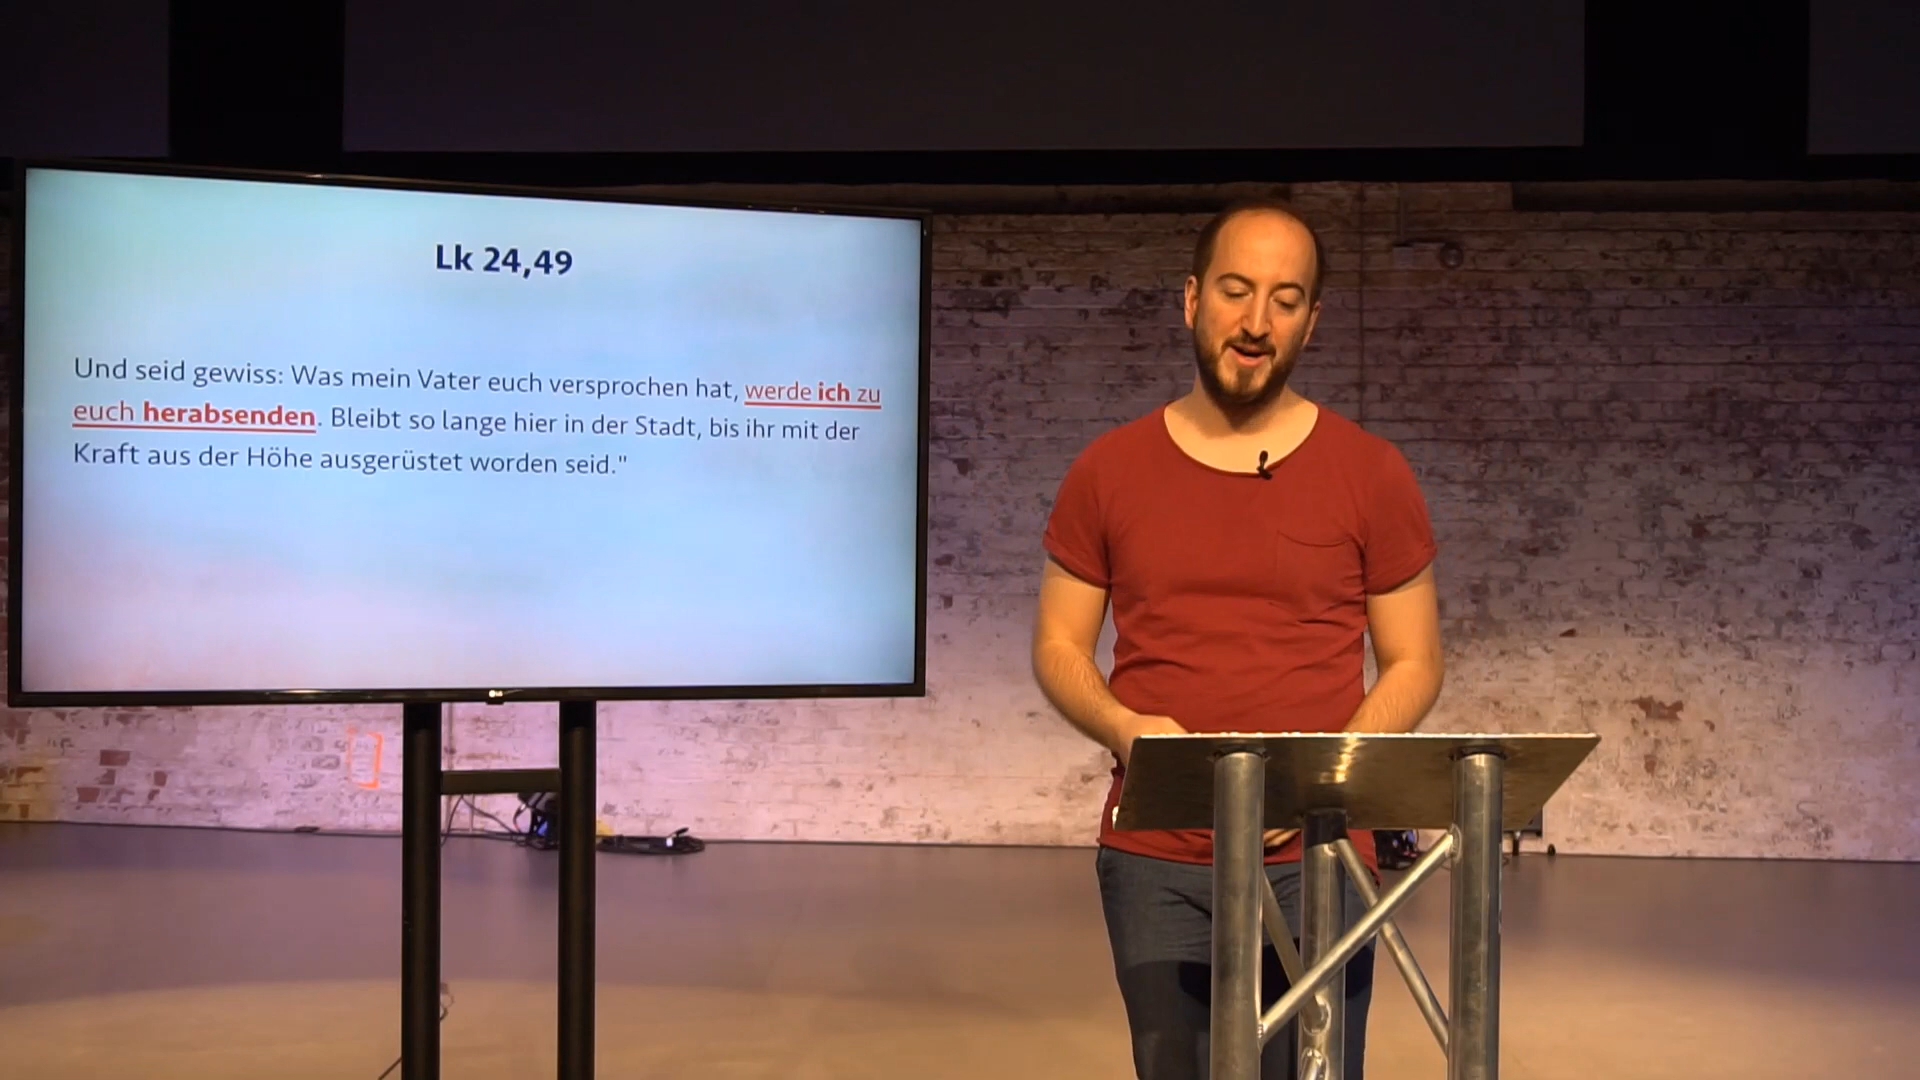 Lk 24,49
Und seid gewiss: Was mein Vater euch versprochen hat, werde ich zu
euch herabsenden. Bleibt so lange hier in der Stadt, bis ihr mit der
Kraft aus der Höhe ausgerüstet worden seid."
LG